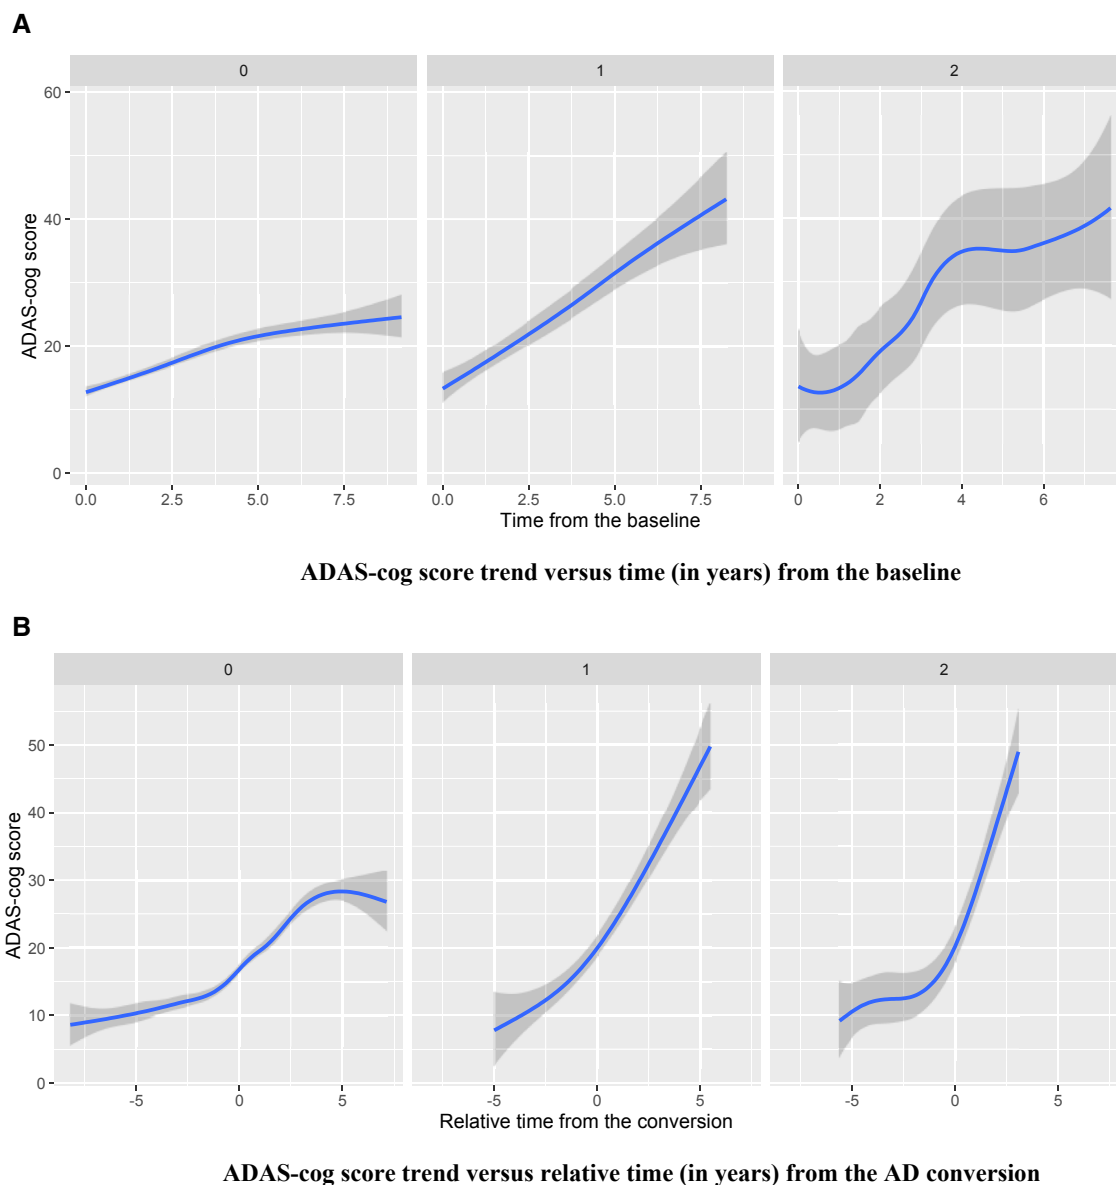 A
0 1 2
60
40
20
0
ADAS-cog score
0.0 2.5 5.0 7.5 0.0 2.5 5.0 7.5 0 2 4 6
Time from the baseline
ADAS-cog score trend versus time (in years) from the baseline
B
0 1 2
50
40
30
20
10
0
ADAS-cog score
-5 0 5 -5 0 5 -5 0 5
Relative time from the conversion
ADAS-cog score trend versus relative time (in years) from the AD conversion